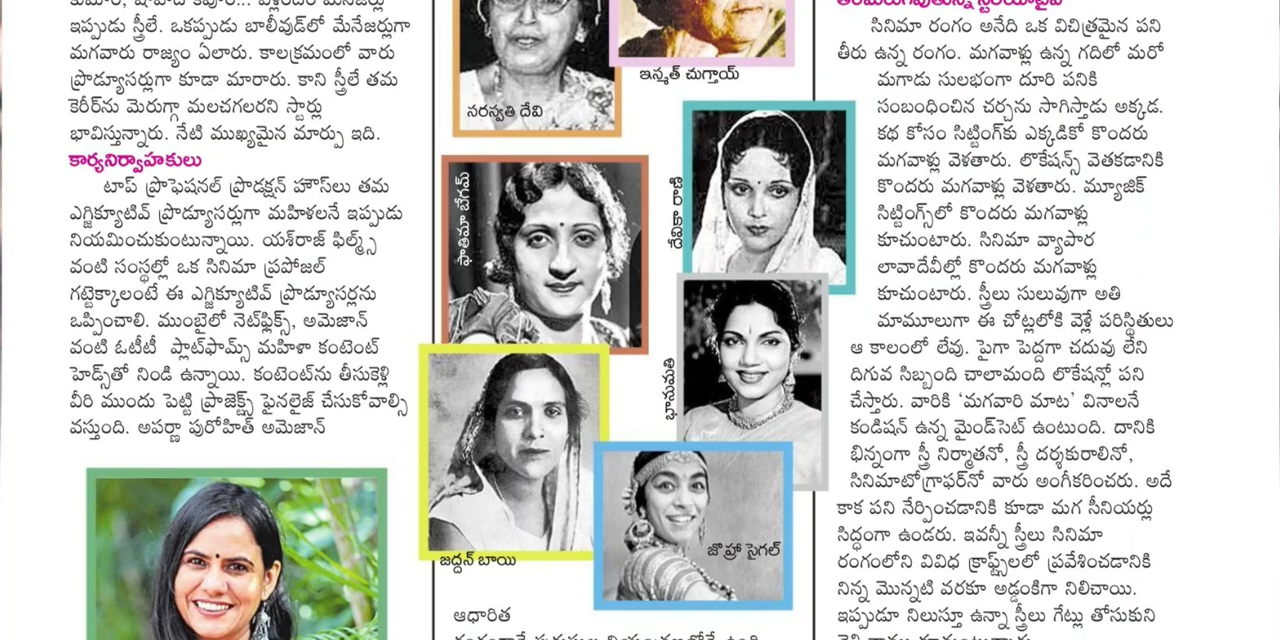 ఇప్పుడు స్త్రీలే. ఒకప్పుడు బాలీవుడ్‌లో మేనేజర్లుగా
మగవారు రాజ్యం ఏలారు. కాలక్రమంలో వారు
ప్రొడ్యూసర్లుగా కూడా మారారు. కాని స్త్రీలే తమ
కెరీర్‌ను మెరుగ్గా మలచగలరని స్టార్లు
భావిస్తున్నారు. నేటి ముఖ్యమైన మార్పు ఇది.
కార్యనిర్వాహకులు
టాప్ ప్రొఫెషనల్ ప్రొడక్షన్ హౌస్‌లు తమ
ఎగ్జిక్యూటివ్ ప్రొడ్యూసర్లుగా మహిళలనే ఇప్పుడు
నియమించుకుంటున్నాయి. యశ్‌రాజ్ ఫిల్మ్స్
వంటి సంస్థల్లో ఒక సినిమా ప్రపోజల్
గట్టెక్కాలంటే ఈ ఎగ్జిక్యూటివ్ ప్రొడ్యూసర్లను
ఒప్పించాలి. ముంబైలో నెట్‌ఫ్లిక్స్, అమెజాన్
వంటి ఓటీటీ ప్లాట్‌ఫామ్స్ మహిళా కంటెంట్
హెడ్స్‌తో నిండి ఉన్నాయి. కంటెంట్‌ను తీసుకెళ్లి
వీరి ముందు పెట్టి ప్రాజెక్ట్స్ ఫైనలైజ్ చేసుకోవాల్సి
వస్తుంది. అపర్ణా పురోహిత్ అమెజాన్
సరస్వతి దేవి
ఇస్మత్ చుగ్తాయ్
ఫాతిమా బేగమ్
దేవికా రాణి
భానుమతి
జద్దన్ బాయి
జొహ్రా సైగల్
ఆధారిత
సినిమా రంగం అనేది ఒక విచిత్రమైన పని
తీరు ఉన్న రంగం. మగవాళ్లు ఉన్న గదిలో మరో
మగాడు సులభంగా దూరి పనికి
సంబంధించిన చర్చను సాగిస్తాడు అక్కడ.
కథ కోసం సిట్టింగ్‌కు ఎక్కడికో కొందరు
మగవాళ్లు వెళతారు. లొకేషన్స్ వెతకడానికి
కొందరు మగవాళ్లు వెళతారు. మ్యూజిక్
సిట్టింగ్స్‌లో కొందరు మగవాళ్లు
కూచుంటారు. సినిమా వ్యాపార
లావాదేవీల్లో కొందరు మగవాళ్లు
కూచుంటారు. స్త్రీలు సులువుగా అతి
మామూలుగా ఈ చోట్లలోకి వెళ్లే పరిస్థితులు
ఆ కాలంలో లేవు. పైగా పెద్దగా చదువు లేని
దిగువ సిబ్బంది చాలామంది లొకేషన్లో పని
చేస్తారు. వారికి ‘మగవారి మాట’ వినాలనే
కండిషన్ ఉన్న మైండ్‌సెట్ ఉంటుంది. దానికి
భిన్నంగా స్త్రీ నిర్మాతనో, స్త్రీ దర్శకురాలినో,
సినిమాటోగ్రాఫర్‌నో వారు అంగీకరించరు. అదే
కాక పని నేర్పించడానికి కూడా మగ సీనియర్లు
సిద్ధంగా ఉండరు. ఇవన్నీ స్త్రీలు సినిమా
రంగంలోని వివిధ క్రాఫ్ట్స్‌లలో ప్రవేశించడానికి
నిన్న మొన్నటి వరకూ అడ్డంకిగా నిలిచాయి.
ఇప్పుడూ నిలుస్తూ ఉన్నా స్త్రీలు గేట్లు తోసుకుని